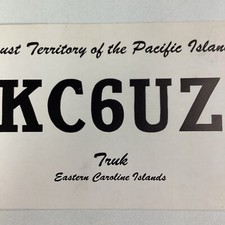 ust Territory of the Pacific Islan
KC6UZ
Truk
Eastern Caroline Islands